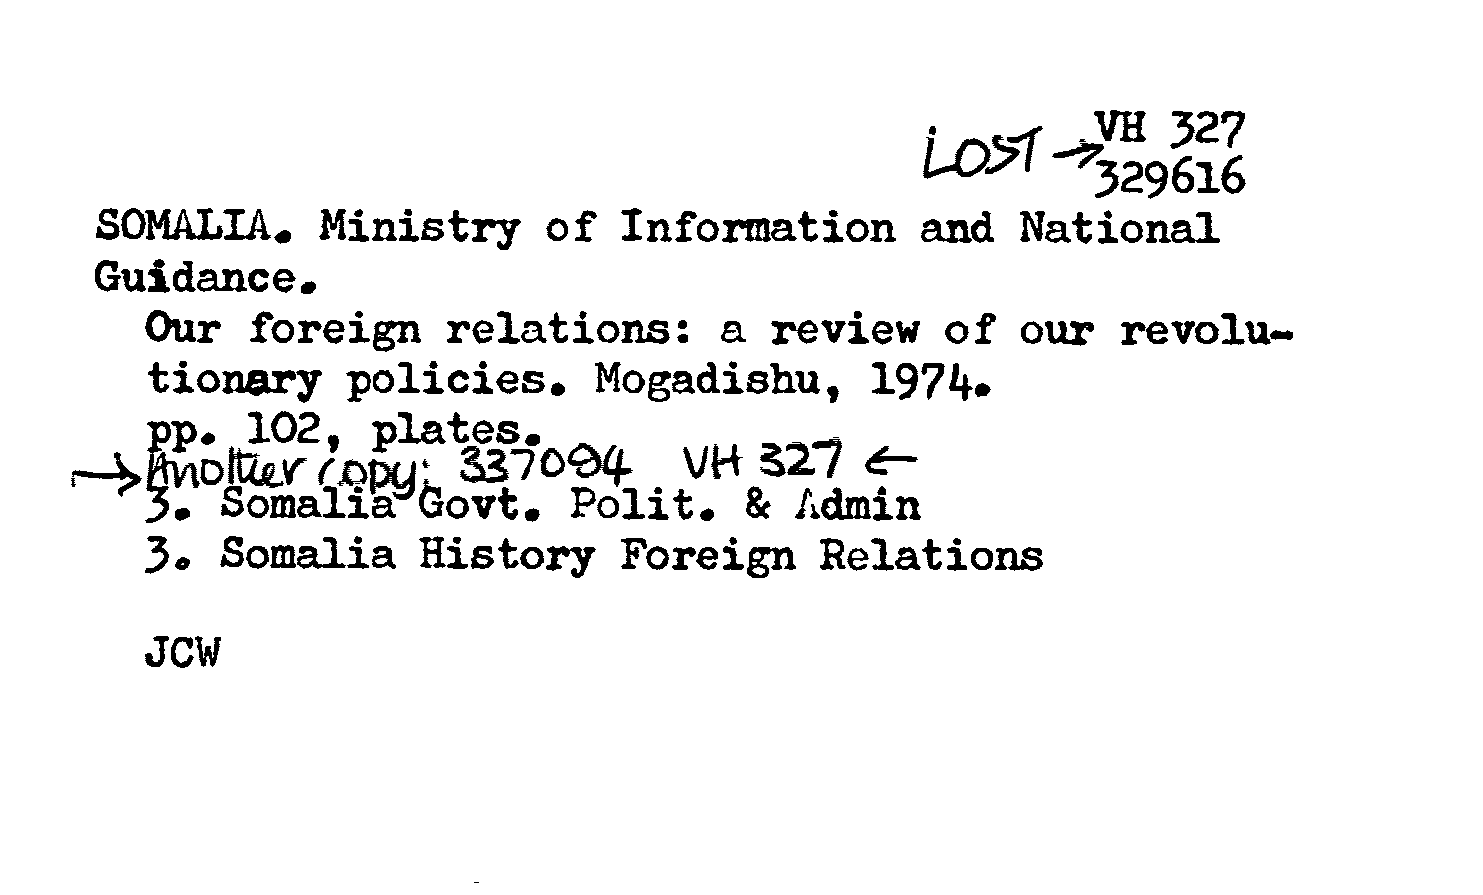 LOST → VH 327
329616
SOMALIA. Ministry of Information and National
Guidance.
Our foreign relations: a review of our revolu-
tionary policies. Mogadishu, 1974.
pp. 102, plates.
→ Another copy: 337094 VH 327 ←
3. Somalia Govt. Polit. & Admin
3. Somalia History Foreign Relations
JCW